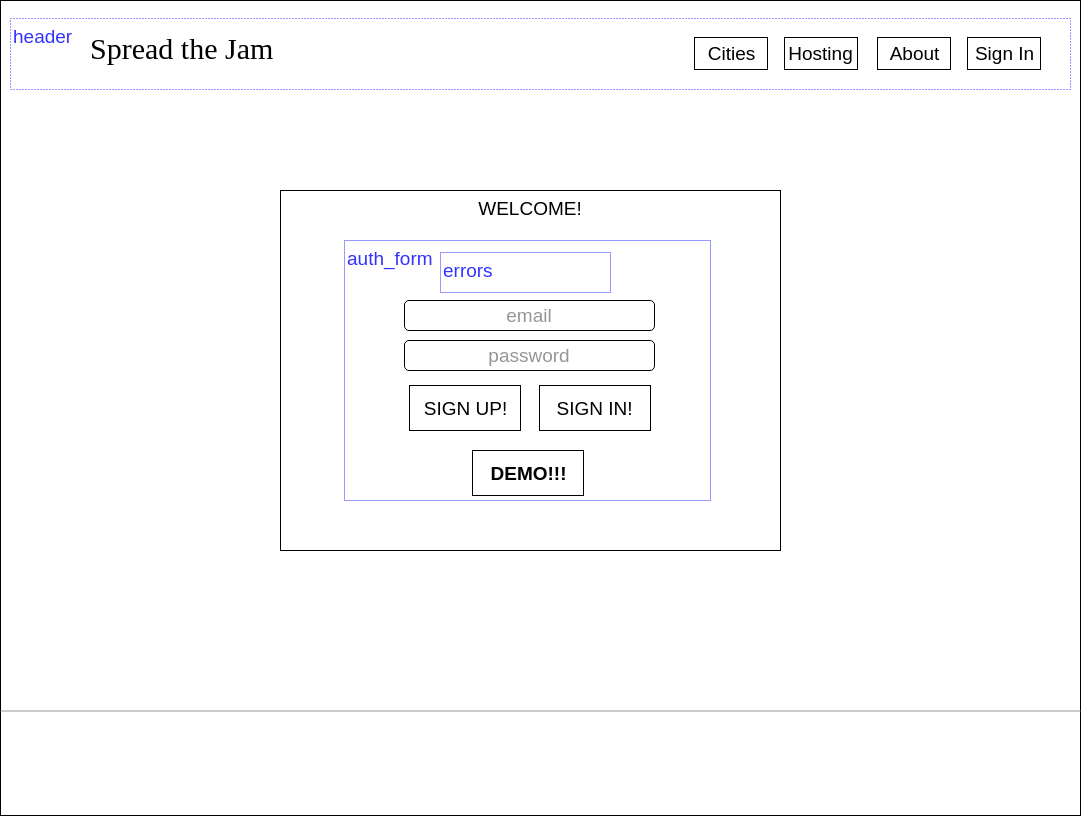 header
Spread the Jam
Cities
Hosting
About
Sign In
WELCOME!
auth_form
errors
email
password
SIGN UP!
SIGN IN!
DEMO!!!